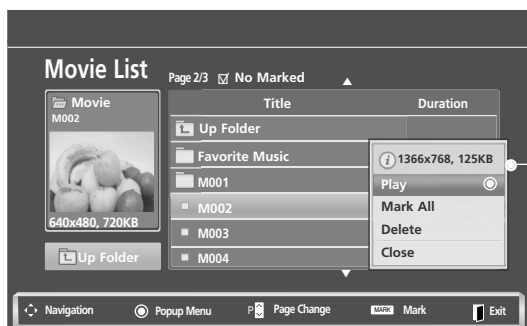 Movie List
Page 2/3 No Marked
Movie
M002
640x480, 720KB
Up Folder
Title Duration
Up Folder
Favorite Music
M001
M002
M003
M004
1366x768, 125KB
Play
Mark All
Delete
Close
Navigation Popup Menu P Page Change MARK Mark Exit